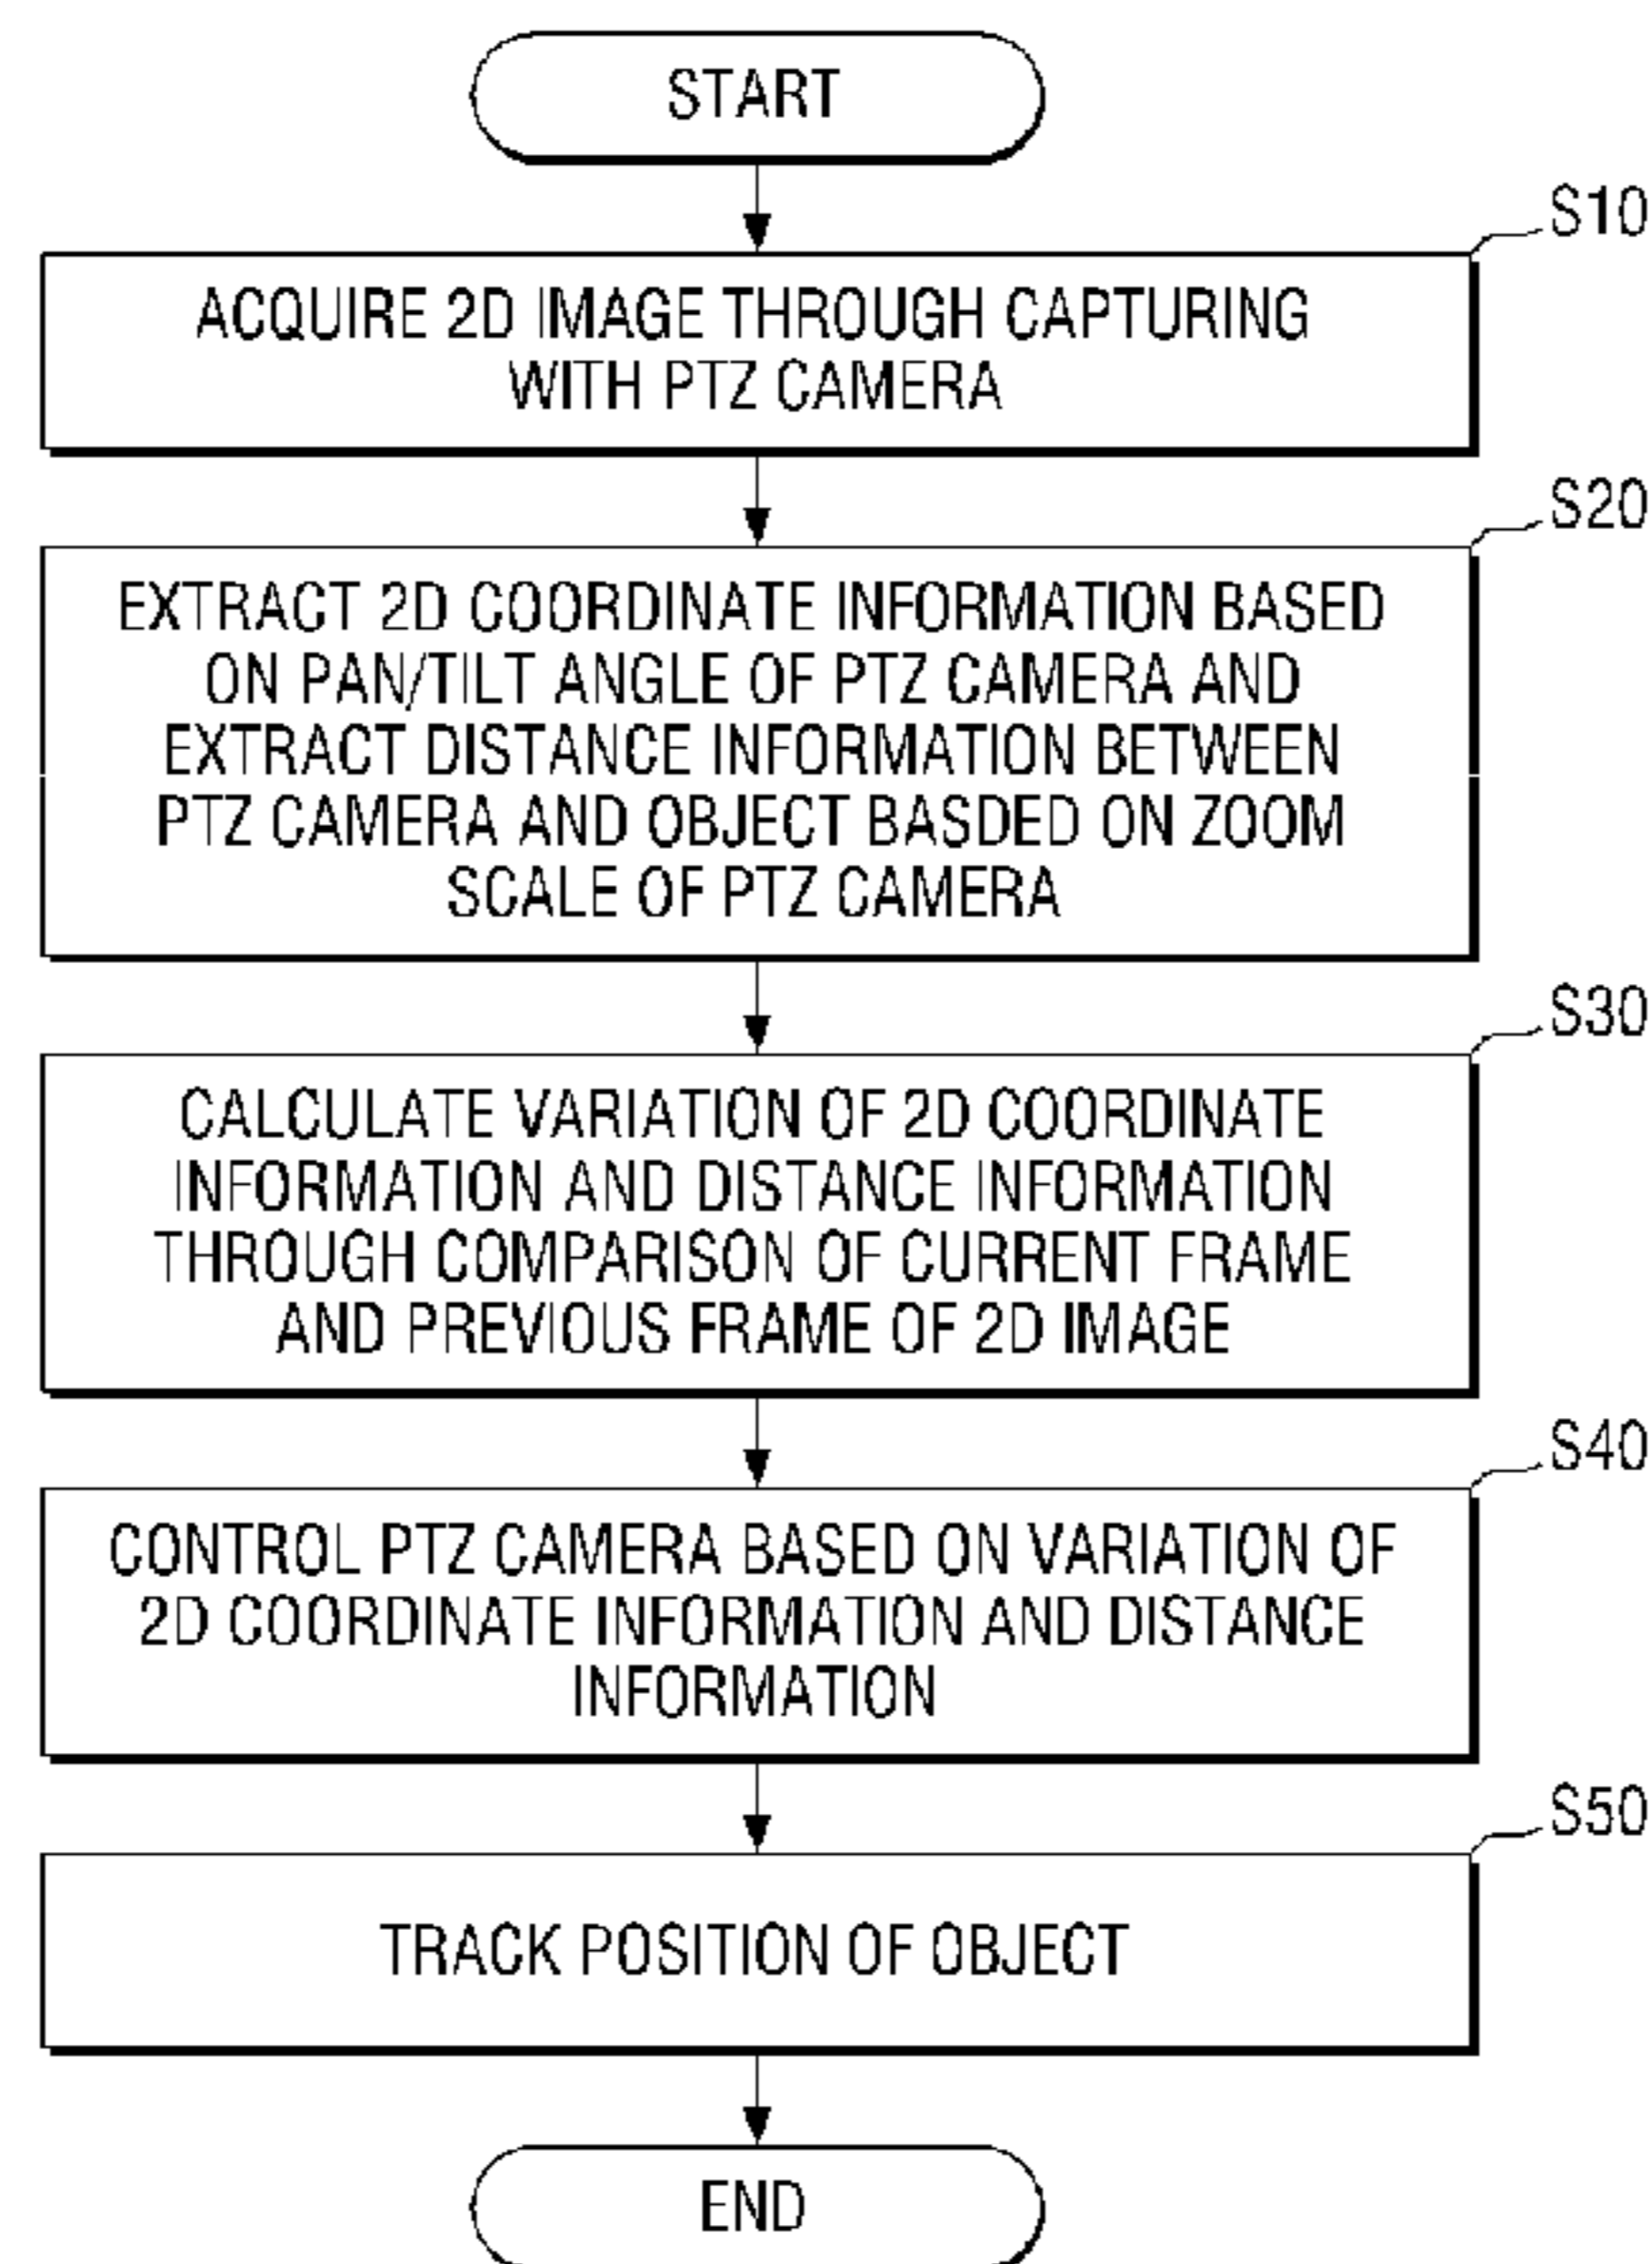 START
S10
ACQUIRE 2D IMAGE THROUGH CAPTURING
WITH PTZ CAMERA
S20
EXTRACT 2D COORDINATE INFORMATION BASED
ON PAN/TILT ANGLE OF PTZ CAMERA AND
EXTRACT DISTANCE INFORMATION BETWEEN
PTZ CAMERA AND OBJECT BASDED ON ZOOM
SCALE OF PTZ CAMERA
S30
CALCULATE VARIATION OF 2D COORDINATE
INFORMATION AND DISTANCE INFORMATION
THROUGH COMPARISON OF CURRENT FRAME
AND PREVIOUS FRAME OF 2D IMAGE
S40
CONTROL PTZ CAMERA BASED ON VARIATION OF
2D COORDINATE INFORMATION AND DISTANCE
INFORMATION
S50
TRACK POSITION OF OBJECT
END